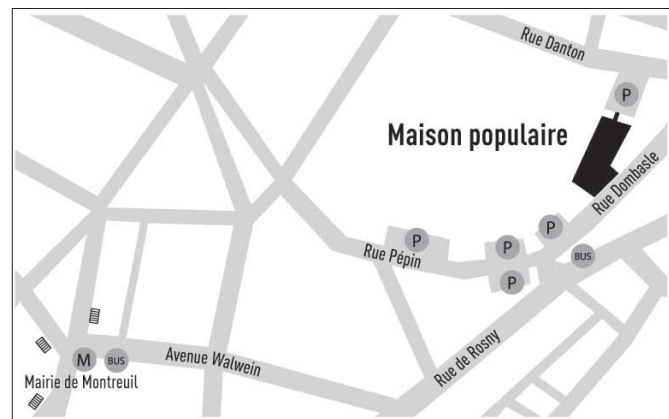 Rue Danton
P
Maison populaire
Rue Dombasle
P
P
P
Rue Pépin
BUS
P
Rue de Rosny
Avenue Walwein
M
BUS
Mairie de Montreuil